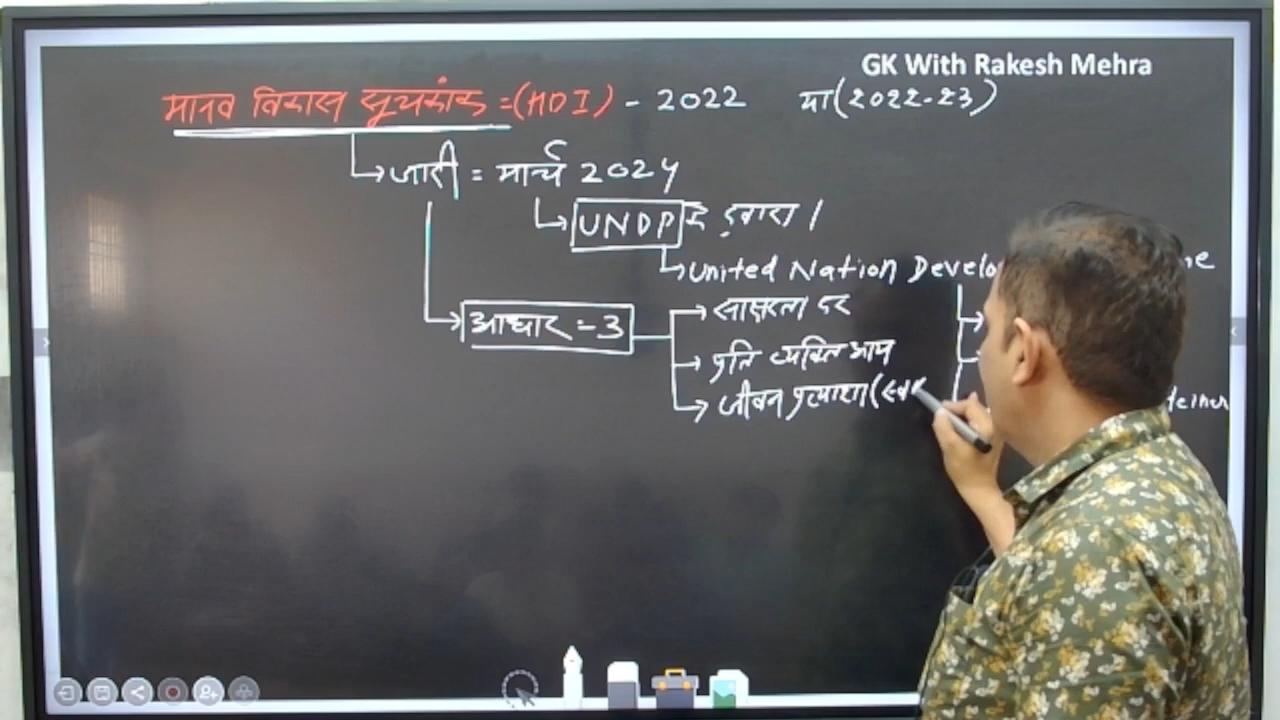 GK With Rakesh Mehra
मानव विकास सूचकांक =(HDI) - 2022 या (2022-23)
जारी = मार्च 2024
UNDP के द्वारा।
United Nation
आधार = 3
साक्षरता दर
प्रति व्यक्ति आय
जीवन प्रत्याशा (